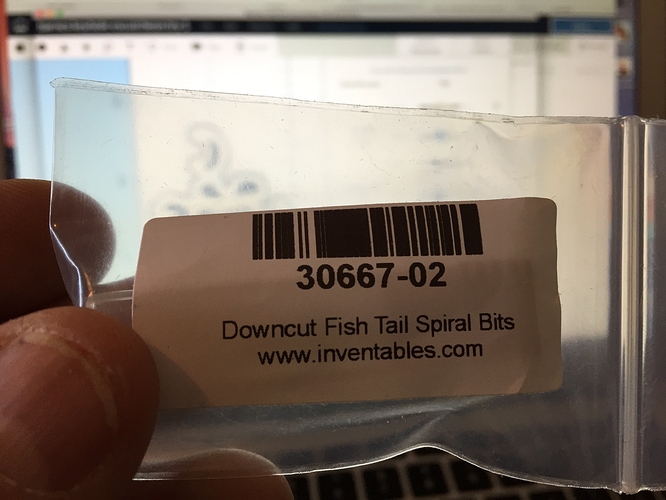 30667-02
Downcut Fish Tail Spiral Bits
www.inventables.com